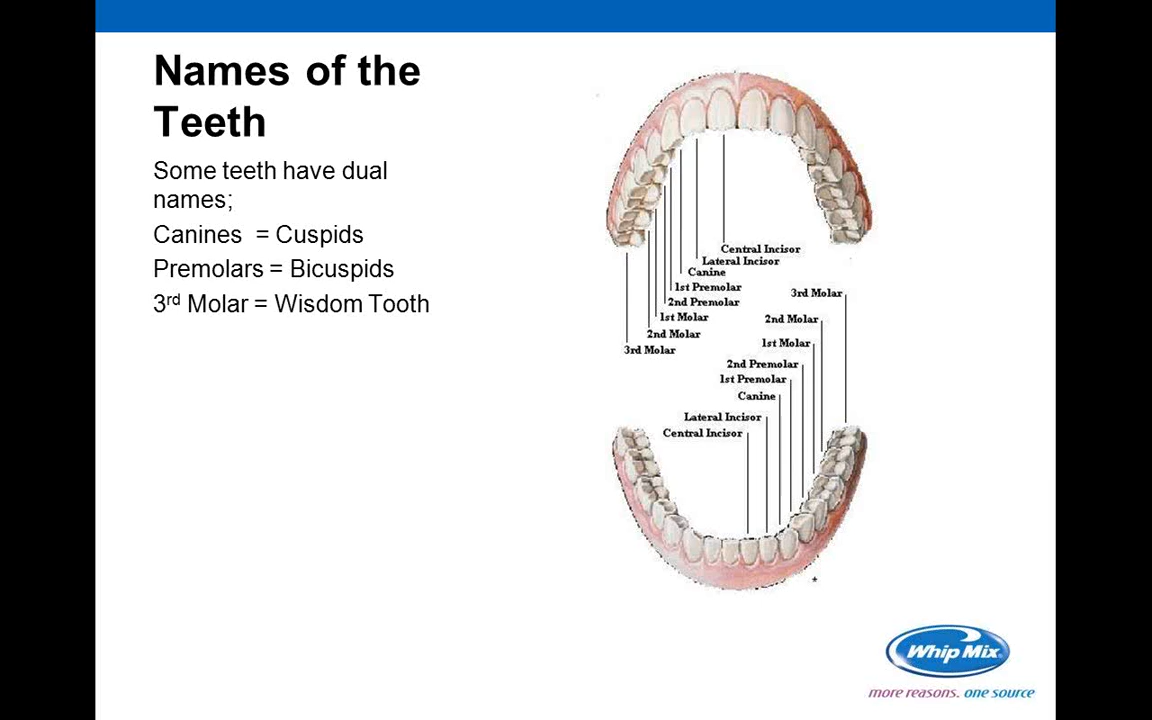 Names of the
Teeth
Some teeth have dual
names;
Canines = Cuspids
Premolars = Bicuspids
3rd Molar = Wisdom Tooth
Central Incisor
Lateral Incisor
Canine
1st Premolar
2nd Premolar
1st Molar
2nd Molar
3rd Molar
3rd Molar
2nd Molar
1st Molar
2nd Premolar
1st Premolar
Canine
Lateral Incisor
Central Incisor
*
Whip Mix
more reasons. one source